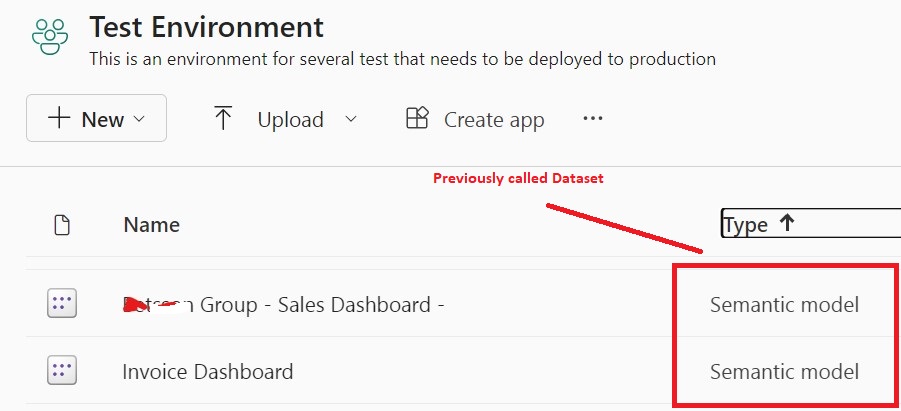 Test Environment
This is an environment for several test that needs to be deployed to production
New
Upload
Create app
...
Previously called Dataset
Name
Type
Group - Sales Dashboard -
Semantic model
Invoice Dashboard
Semantic model